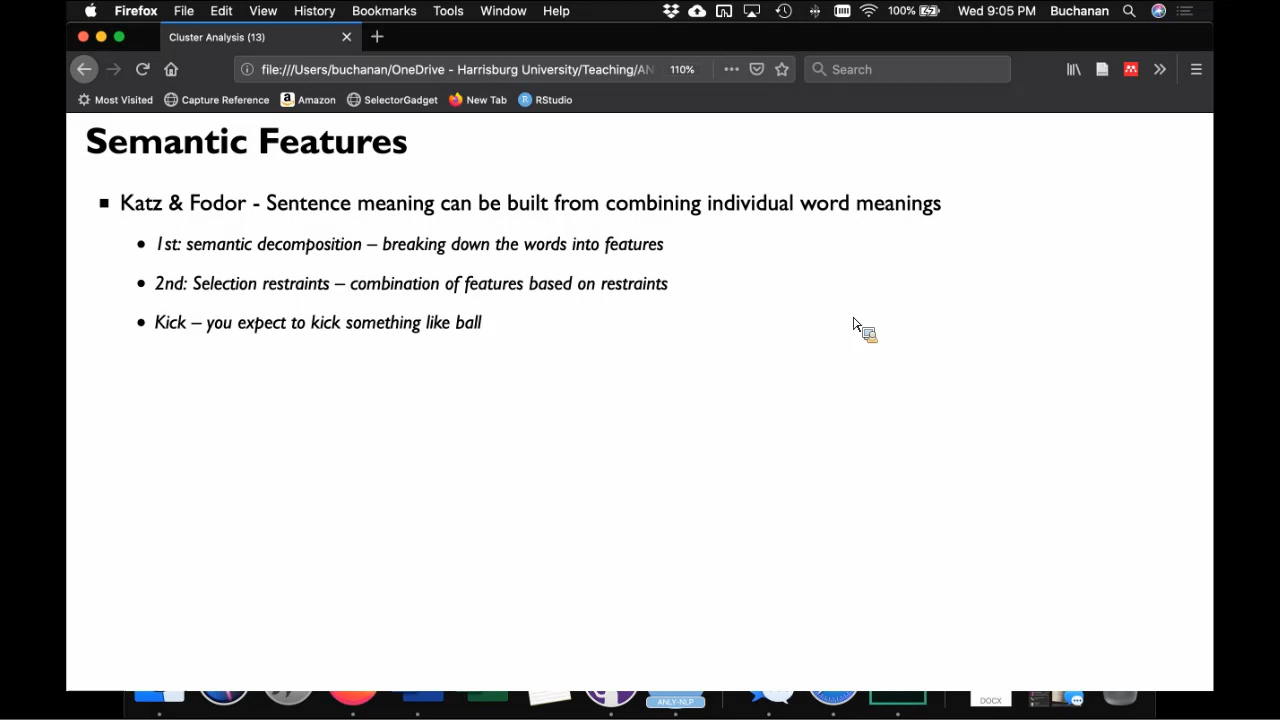 Firefox File Edit View History Bookmarks Tools Window Help 100% Wed 9:05 PM Buchanan
Cluster Analysis (13)
file:///Users/buchanan/OneDrive - Harrisburg University/Teaching/AN 110% Search
Most Visited Capture Reference Amazon SelectorGadget New Tab RStudio
Semantic Features
Katz & Fodor - Sentence meaning can be built from combining individual word meanings
1st: semantic decomposition – breaking down the words into features
2nd: Selection restraints – combination of features based on restraints
Kick – you expect to kick something like ball
ANLY-NLP
DOCX